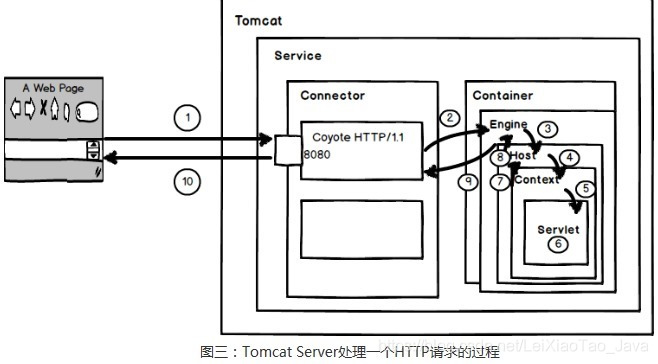 Tomcat
Service
A Web Page
Connector
Container
Coyote HTTP/1.1
8080
Engine
Host
Context
Servlet
1
2
3
4
5
6
7
8
9
10
图三：Tomcat Server处理一个HTTP请求的过程
https://blog.csdn.net/LeiXiaoTao_Java